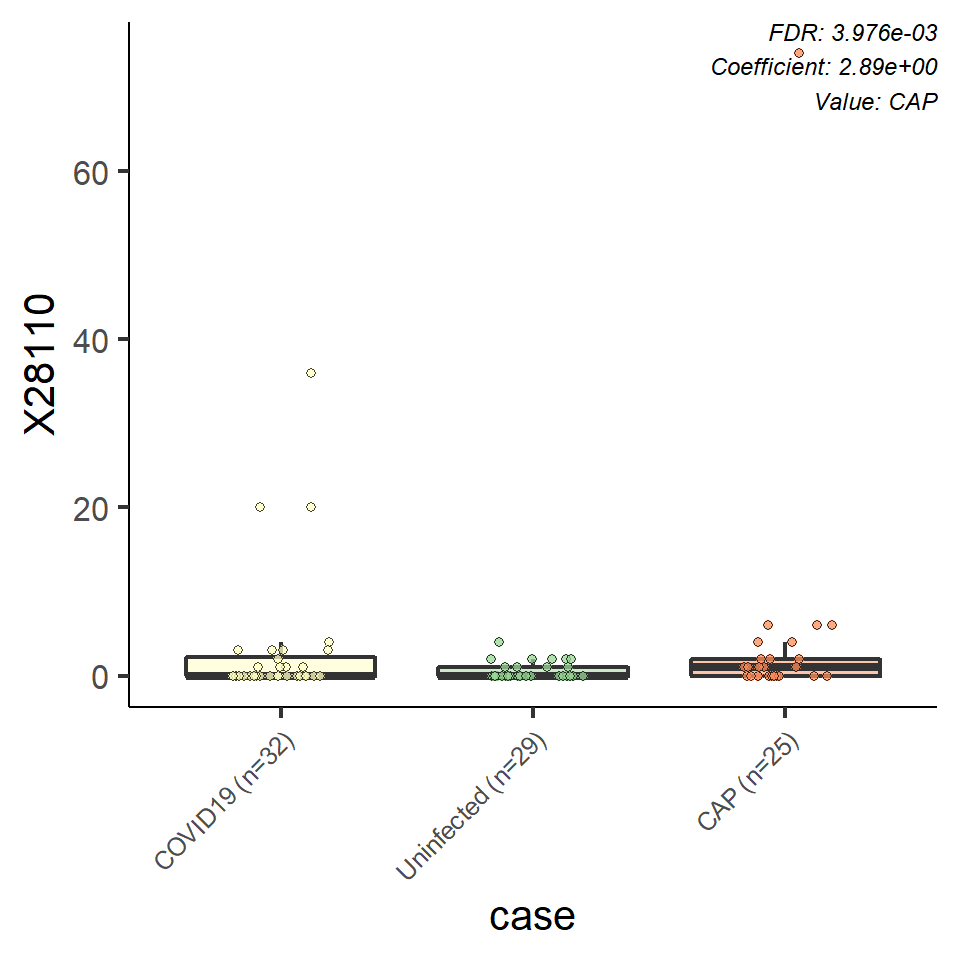 FDR: 3.976e-03
Coefficient: 2.89e+00
Value: CAP
60
40
20
0
X28110
COVID19 (n=32)
Uninfected (n=29)
CAP (n=25)
case